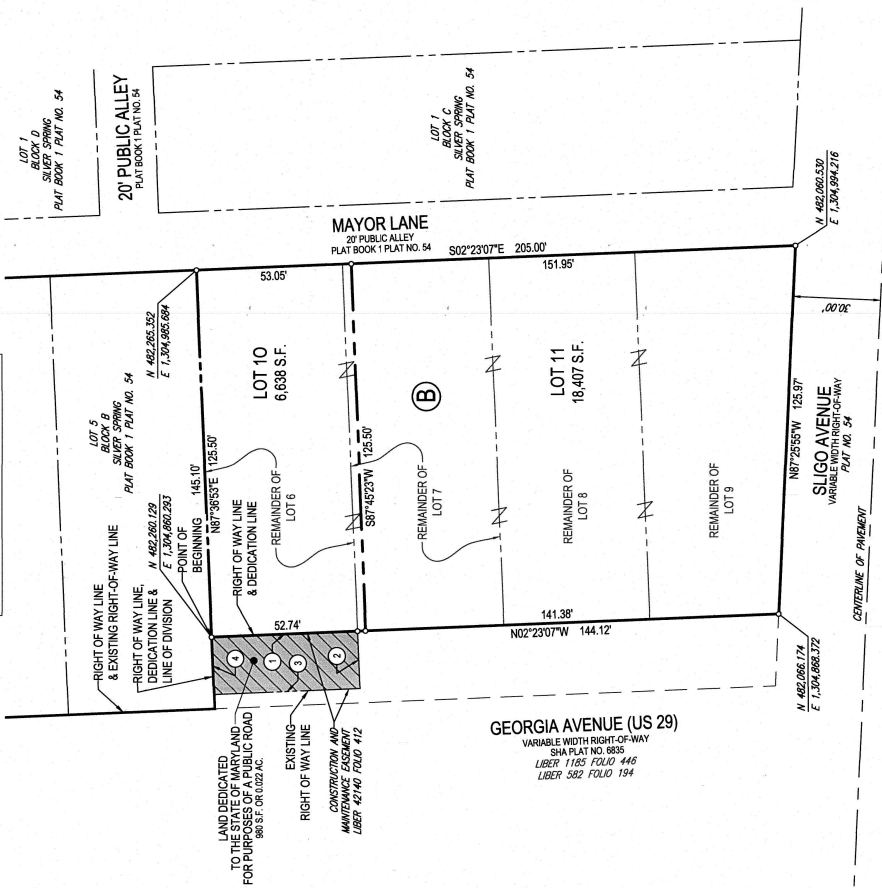 LOT 1
BLOCK D
SILVER SPRING
PLAT BOOK 1 PLAT NO. 54
20' PUBLIC ALLEY
PLAT BOOK 1 PLAT NO. 54
LOT 1
BLOCK C
SILVER SPRING
PLAT BOOK 1 PLAT NO. 54
MAYOR LANE
20' PUBLIC ALLEY
PLAT BOOK 1 PLAT NO. 54
S02°23'07"E 205.00'
53.05'
151.95'
N 482,060.530
E 1,304,994.216
N 482,265.352
E 1,304,985.684
LOT 5
BLOCK B
SILVER SPRING
PLAT BOOK 1 PLAT NO. 54
145.10'
N87°36'53"E 125.50'
N 482,260.129
E 1,304,860.293
POINT OF
BEGINNING
RIGHT OF WAY LINE
& EXISTING RIGHT-OF-WAY LINE
RIGHT OF WAY LINE,
DEDICATION LINE &
LINE OF DIVISION
RIGHT OF WAY LINE
& DEDICATION LINE
LOT 10
6,638 S.F.
REMAINDER OF
LOT 6
S87°45'23"W 125.50'
B
REMAINDER OF
LOT 7
LOT 11
18,407 S.F.
REMAINDER OF
LOT 8
REMAINDER OF
LOT 9
30.00'
N87°25'55"W 125.97'
SLIGO AVENUE
VARIABLE WIDTH RIGHT-OF-WAY
PLAT NO. 54
CENTERLINE OF PAVEMENT
52.74'
141.38'
N02°23'07"W 144.12'
4
1
3
2
LAND DEDICATED
TO THE STATE OF MARYLAND
FOR PURPOSES OF A PUBLIC ROAD
980 S.F. OR 0.022 AC.
EXISTING
RIGHT OF WAY LINE
CONSTRUCTION AND
MAINTENANCE EASEMENT
LIBER 42140 FOLIO 412
GEORGIA AVENUE (US 29)
VARIABLE WIDTH RIGHT-OF-WAY
SHA PLAT NO. 6835
LIBER 1185 FOLIO 446
LIBER 582 FOLIO 194
N 482,066.174
E 1,304,868.372